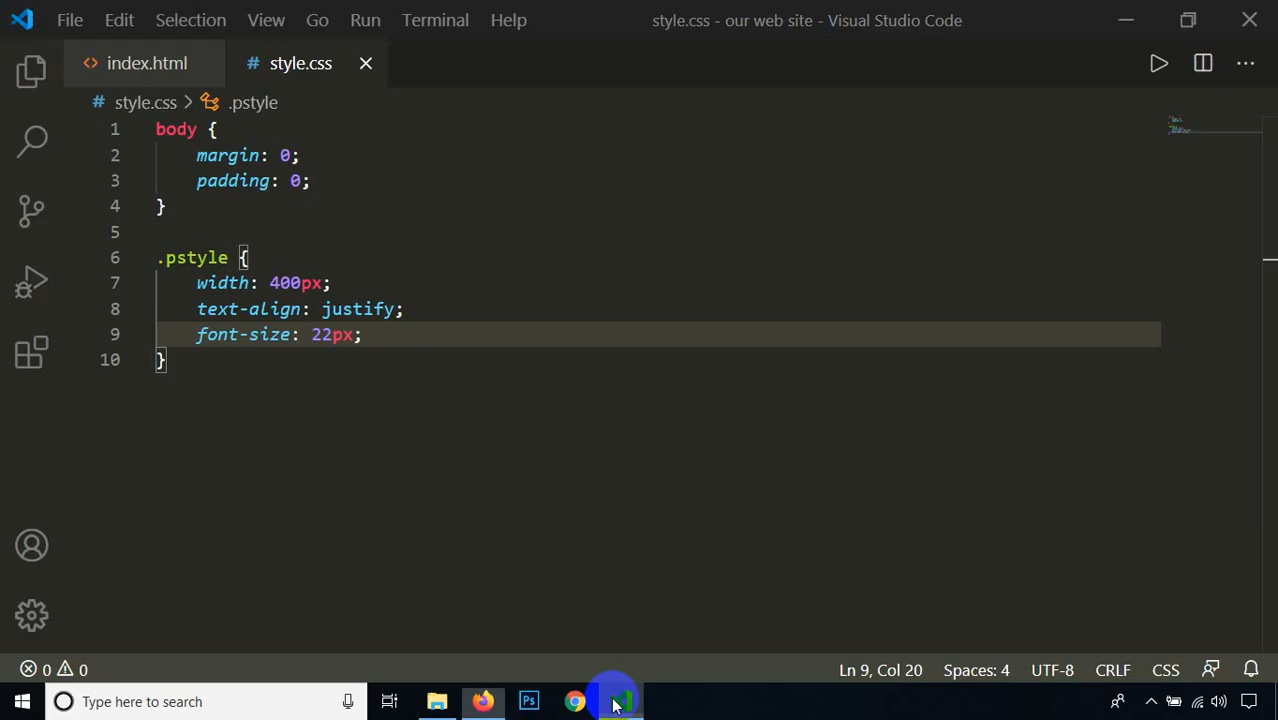 File Edit Selection View Go Run Terminal Help style.css - our web site - Visual Studio Code
index.html # style.css
# style.css > .pstyle
1 body {
2 margin: 0;
3 padding: 0;
4 }
5
6 .pstyle {
7 width: 400px;
8 text-align: justify;
9 font-size: 22px;
10 }
0 0 Ln 9, Col 20 Spaces: 4 UTF-8 CRLF CSS
Type here to search Ps